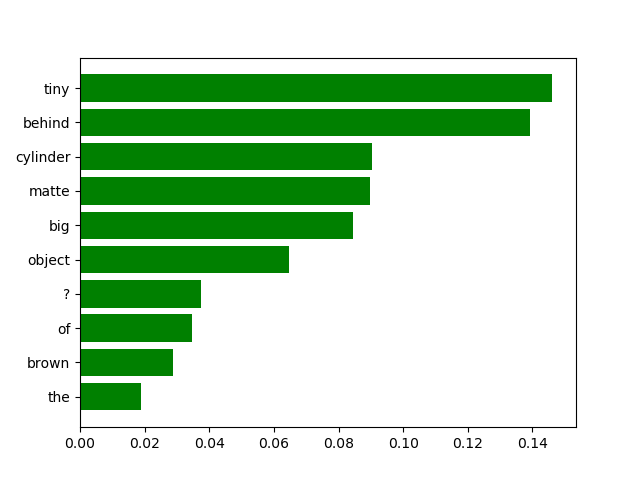 tiny
behind
cylinder
matte
big
object
?
of
brown
the
0.00 0.02 0.04 0.06 0.08 0.10 0.12 0.14